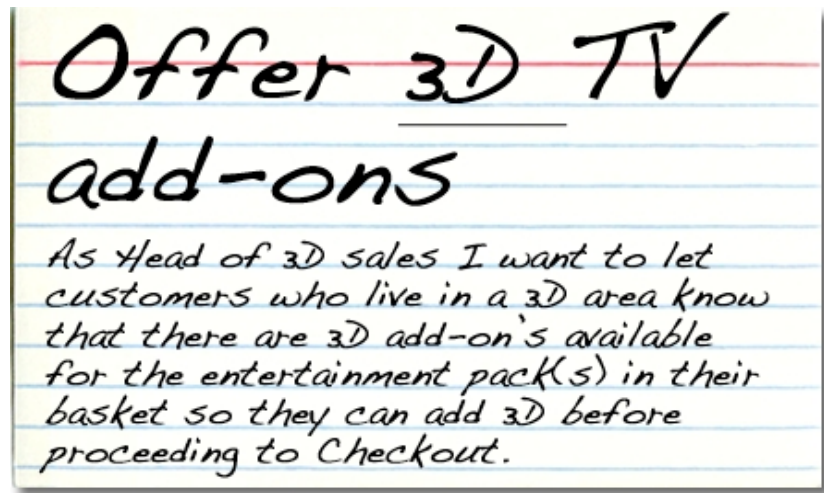 Offer 3D TV
add-ons
As Head of 3D sales I want to let
customers who live in a 3D area know
that there are 3D add-on's available
for the entertainment pack(s) in their
basket so they can add 3D before
proceeding to Checkout.